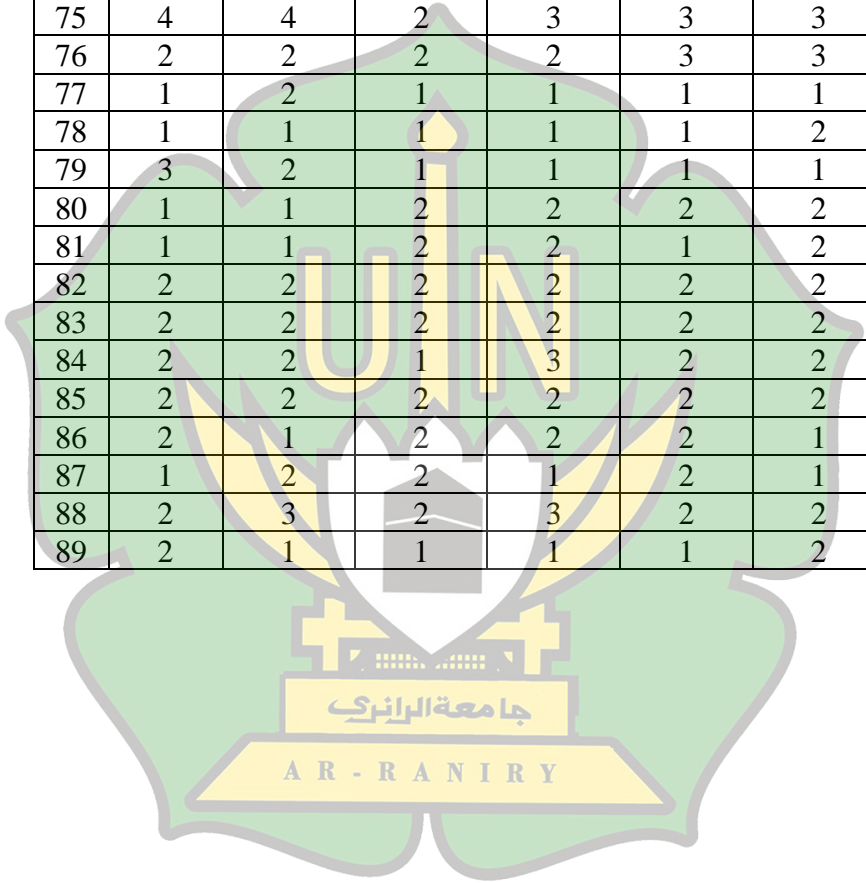 75 4 4 2 3 3 3
76 2 2 2 2 3 3
77 1 2 1 1 1 1
78 1 1 1 1 1 2
79 3 2 1 1 1 1
80 1 1 2 2 2 2
81 1 1 2 2 1 2
82 2 2 2 2 2 2
83 2 2 2 2 2 2
84 2 2 1 3 2 2
85 2 2 2 2 2 2
86 2 1 2 2 2 1
87 1 2 2 1 2 1
88 2 3 2 3 2 2
89 2 1 1 1 1 2
UIN
جامعة الرانري
AR-RANIRY